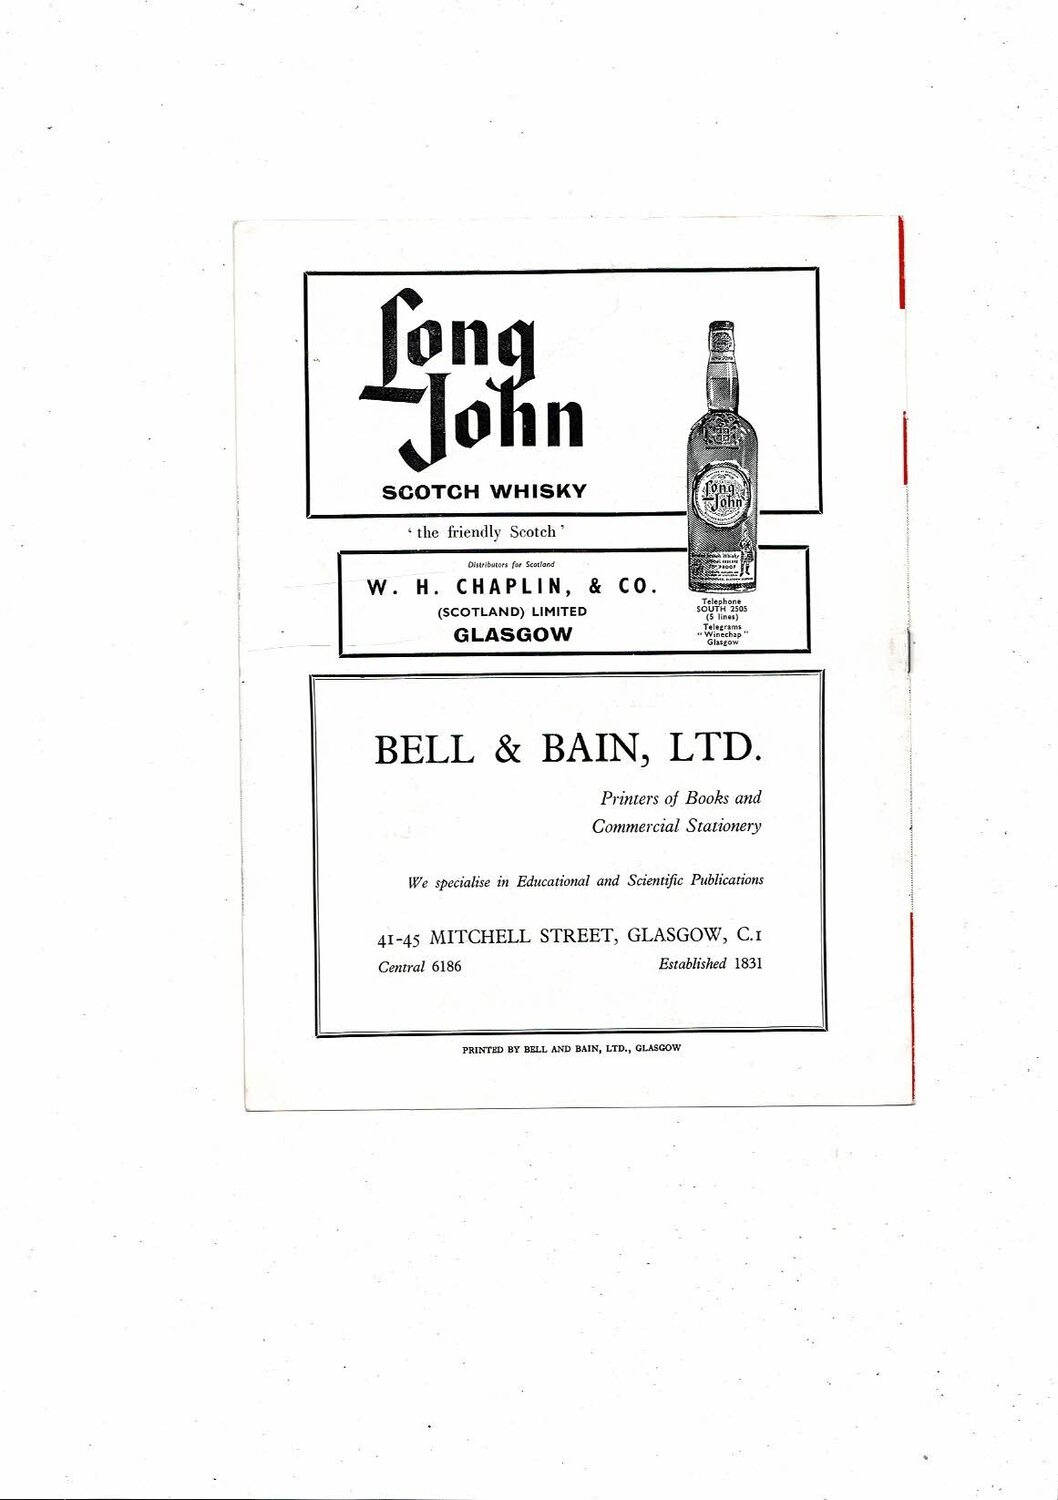 Long
John
SCOTCH WHISKY
Long
John
‘ the friendly Scotch ’
Distributors for Scotland
W. H. CHAPLIN, & CO.
(SCOTLAND) LIMITED
GLASGOW
Telephone
SOUTH 2505
(5 lines)
Telegrams
“ Winechap ”
Glasgow
BELL & BAIN, LTD.
Printers of Books and
Commercial Stationery
We specialise in Educational and Scientific Publications
41-45 MITCHELL STREET, GLASGOW, C.1
Central 6186
Established 1831
PRINTED BY BELL AND BAIN, LTD., GLASGOW